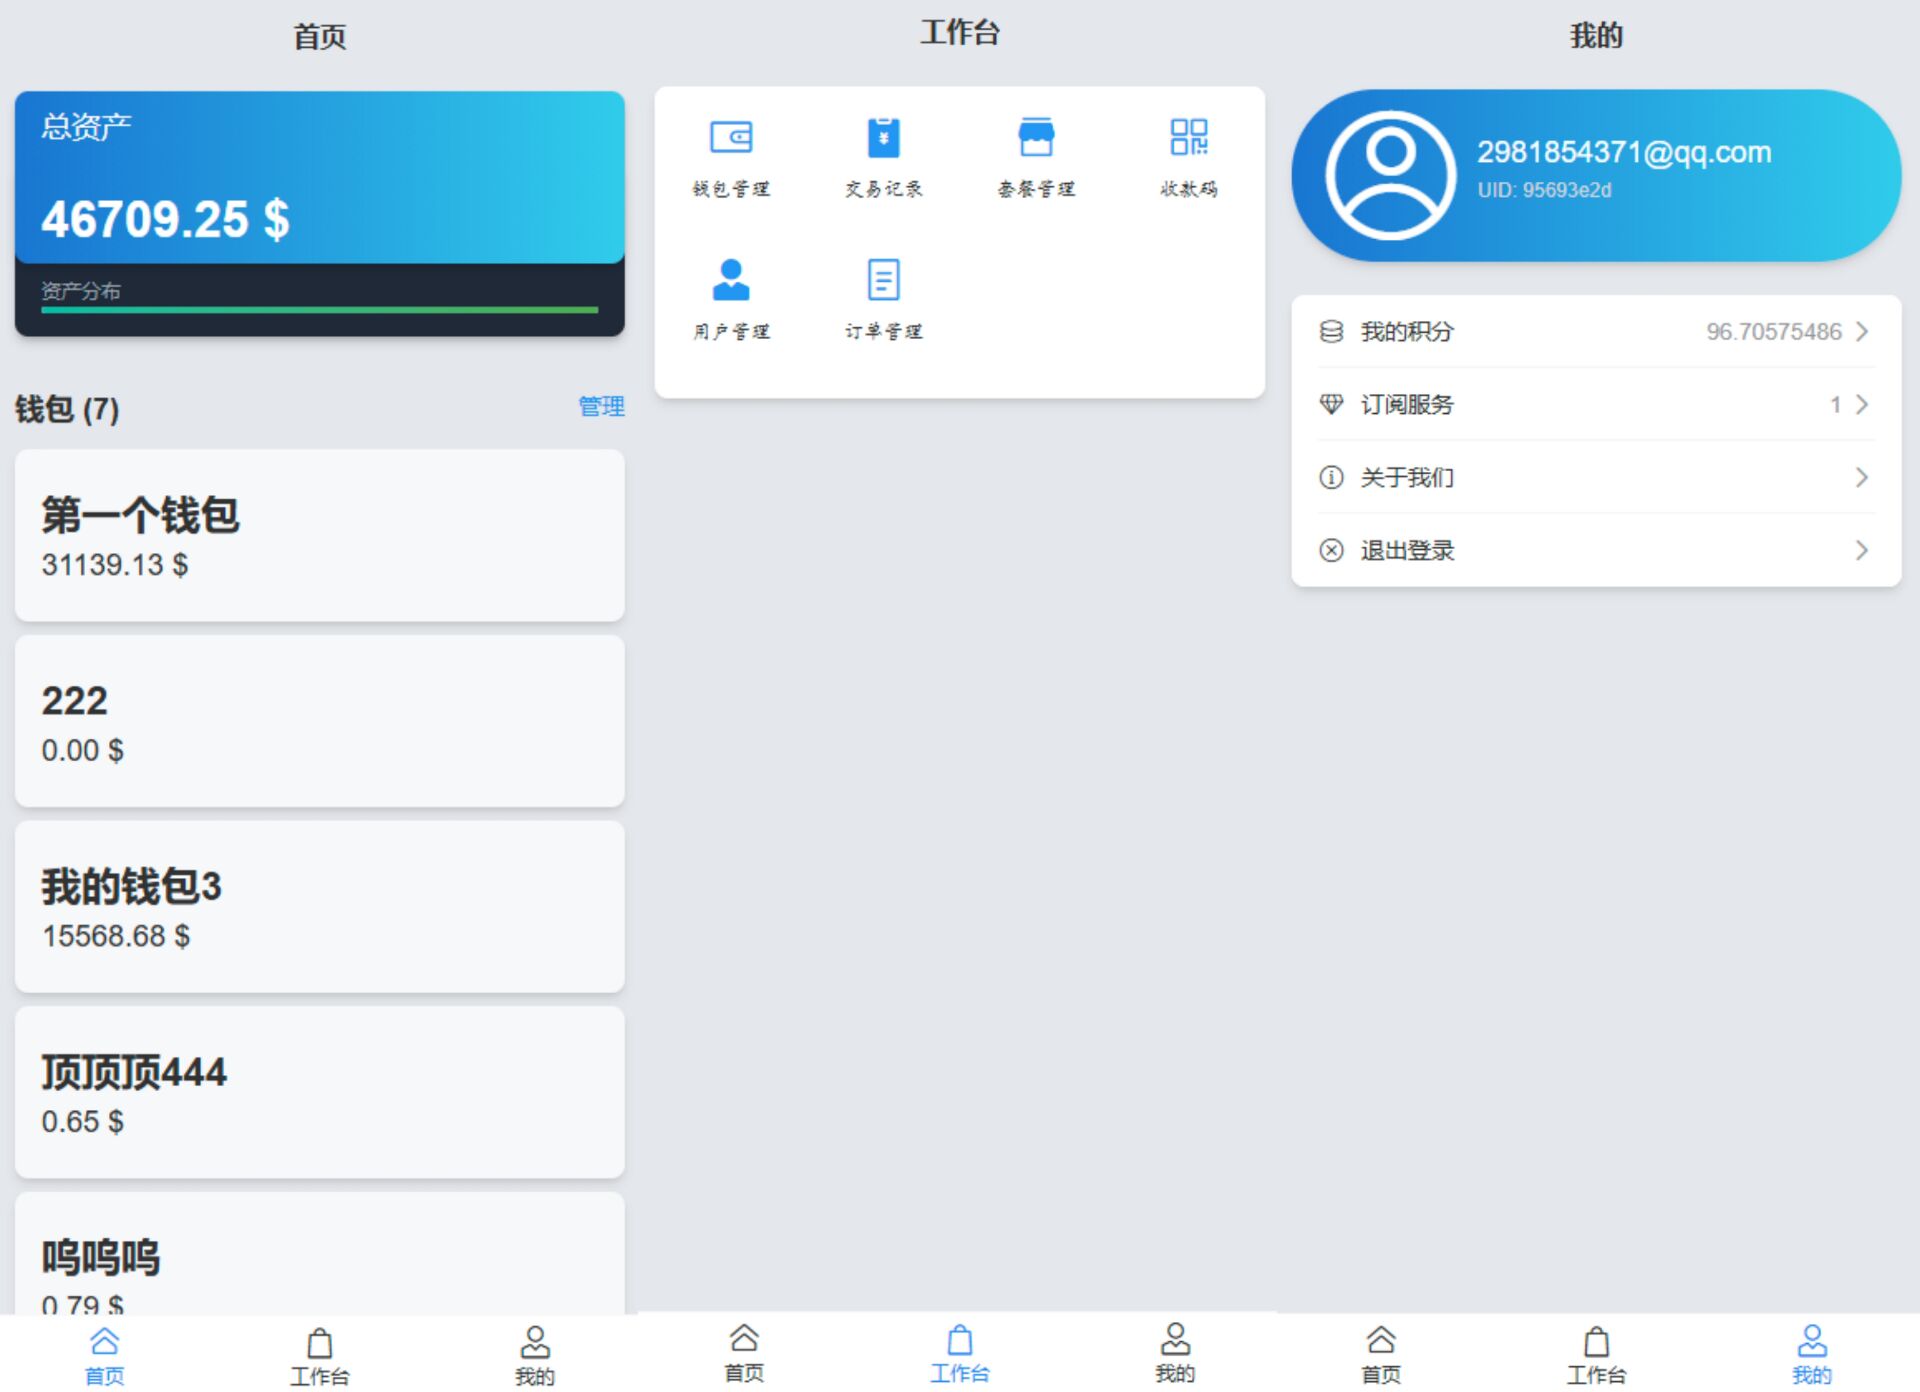 首页
总资产
46709.25 $
资产分布
钱包 (7)
管理
第一个钱包
31139.13 $
222
0.00 $
我的钱包3
15568.68 $
顶顶顶444
0.65 $
呜呜呜
0.79 $
首页
工作台
我的
工作台
钱包管理
交易记录
套餐管理
收款码
用户管理
订单管理
首页
工作台
我的
我的
2981854371@qq.com
UID: 95693e2d
我的积分
96.70575486
订阅服务
1
关于我们
退出登录
首页
工作台
我的